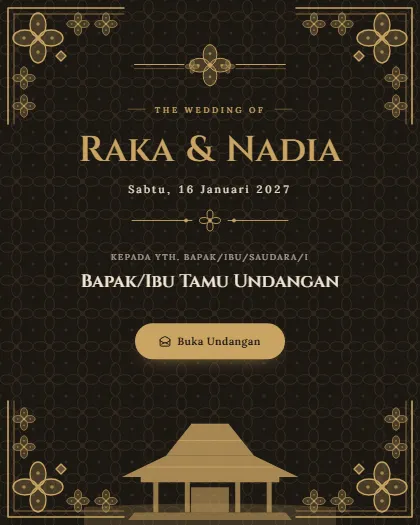 THE WEDDING OF
RAKA & NADIA
Sabtu, 16 Januari 2027
KEPADA YTH. BAPAK/IBU/SAUDARA/I
BAPAK/IBU TAMU UNDANGAN
Buka Undangan